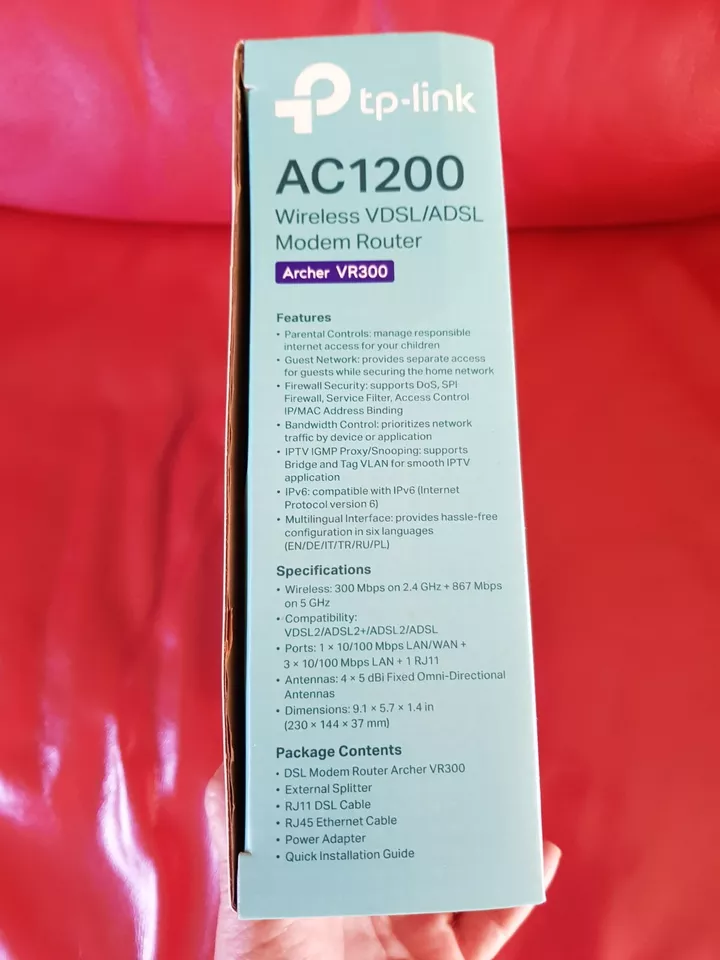 tp-link
AC1200
Wireless VDSL/ADSL
Modem Router
Archer VR300
Features
• Parental Controls: manage responsible
internet access for your children
• Guest Network: provides separate access
for guests while securing the home network
• Firewall Security: supports DoS, SPI
Firewall, Service Filter, Access Control
IP/MAC Address Binding
• Bandwidth Control: prioritizes network
traffic by device or application
• IPTV IGMP Proxy/Snooping: supports
Bridge and Tag VLAN for smooth IPTV
application
• IPv6: compatible with IPv6 (Internet
Protocol version 6)
• Multilingual Interface: provides hassle-free
configuration in six languages
(EN/DE/IT/TR/RU/PL)
Specifications
• Wireless: 300 Mbps on 2.4 GHz + 867 Mbps
on 5 GHz
• Compatibility:
VDSL2/ADSL2+/ADSL2/ADSL
• Ports: 1 × 10/100 Mbps LAN/WAN +
3 × 10/100 Mbps LAN + 1 RJ11
• Antennas: 4 × 5 dBi Fixed Omni-Directional
Antennas
• Dimensions: 9.1 × 5.7 × 1.4 in
(230 × 144 × 37 mm)
Package Contents
• DSL Modem Router Archer VR300
• External Splitter
• RJ11 DSL Cable
• RJ45 Ethernet Cable
• Power Adapter
• Quick Installation Guide